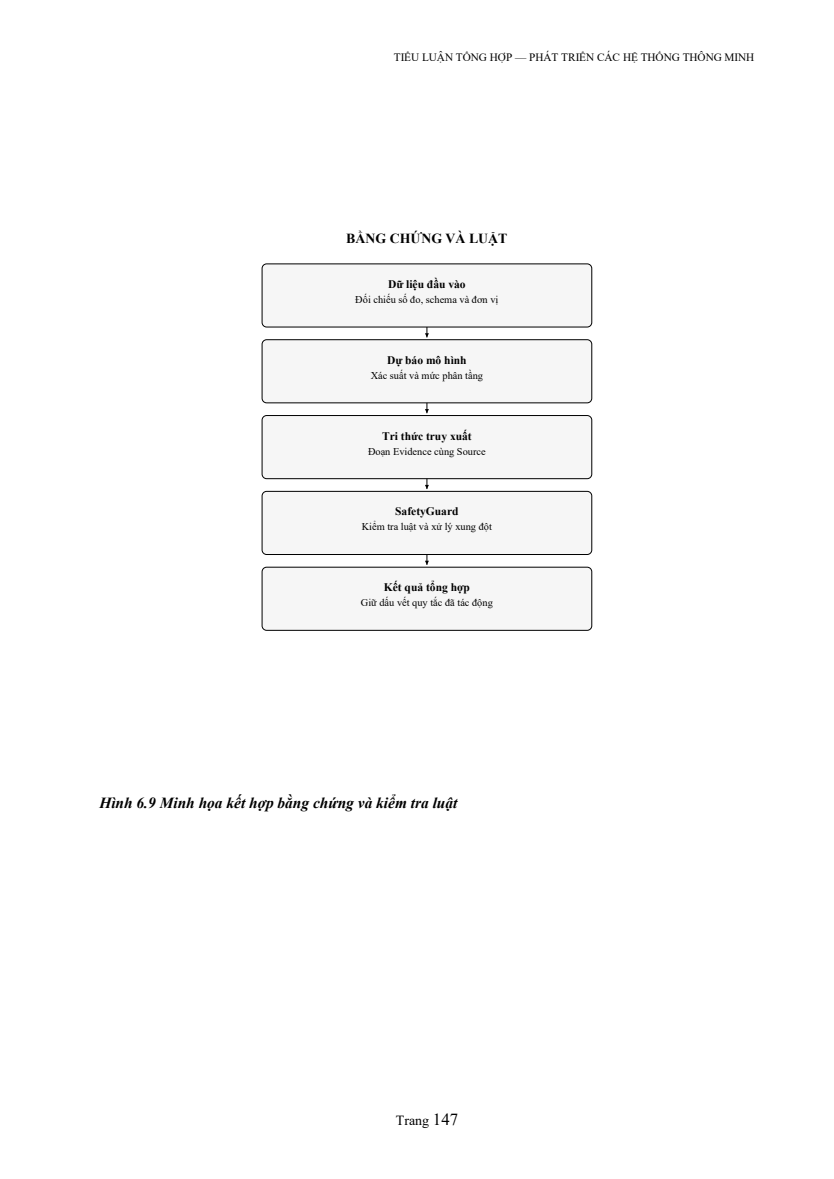 TIỂU LUẬN TỔNG HỢP — PHÁT TRIỂN CÁC HỆ THỐNG THÔNG MINH
BẰNG CHỨNG VÀ LUẬT
Dữ liệu đầu vào
Đối chiếu số đo, schema và đơn vị
Dự báo mô hình
Xác suất và mức phân tầng
Tri thức truy xuất
Đoạn Evidence cùng Source
SafetyGuard
Kiểm tra luật và xử lý xung đột
Kết quả tổng hợp
Giữ dấu vết quy tắc đã tác động
Hình 6.9 Minh họa kết hợp bằng chứng và kiểm tra luật
Trang 147